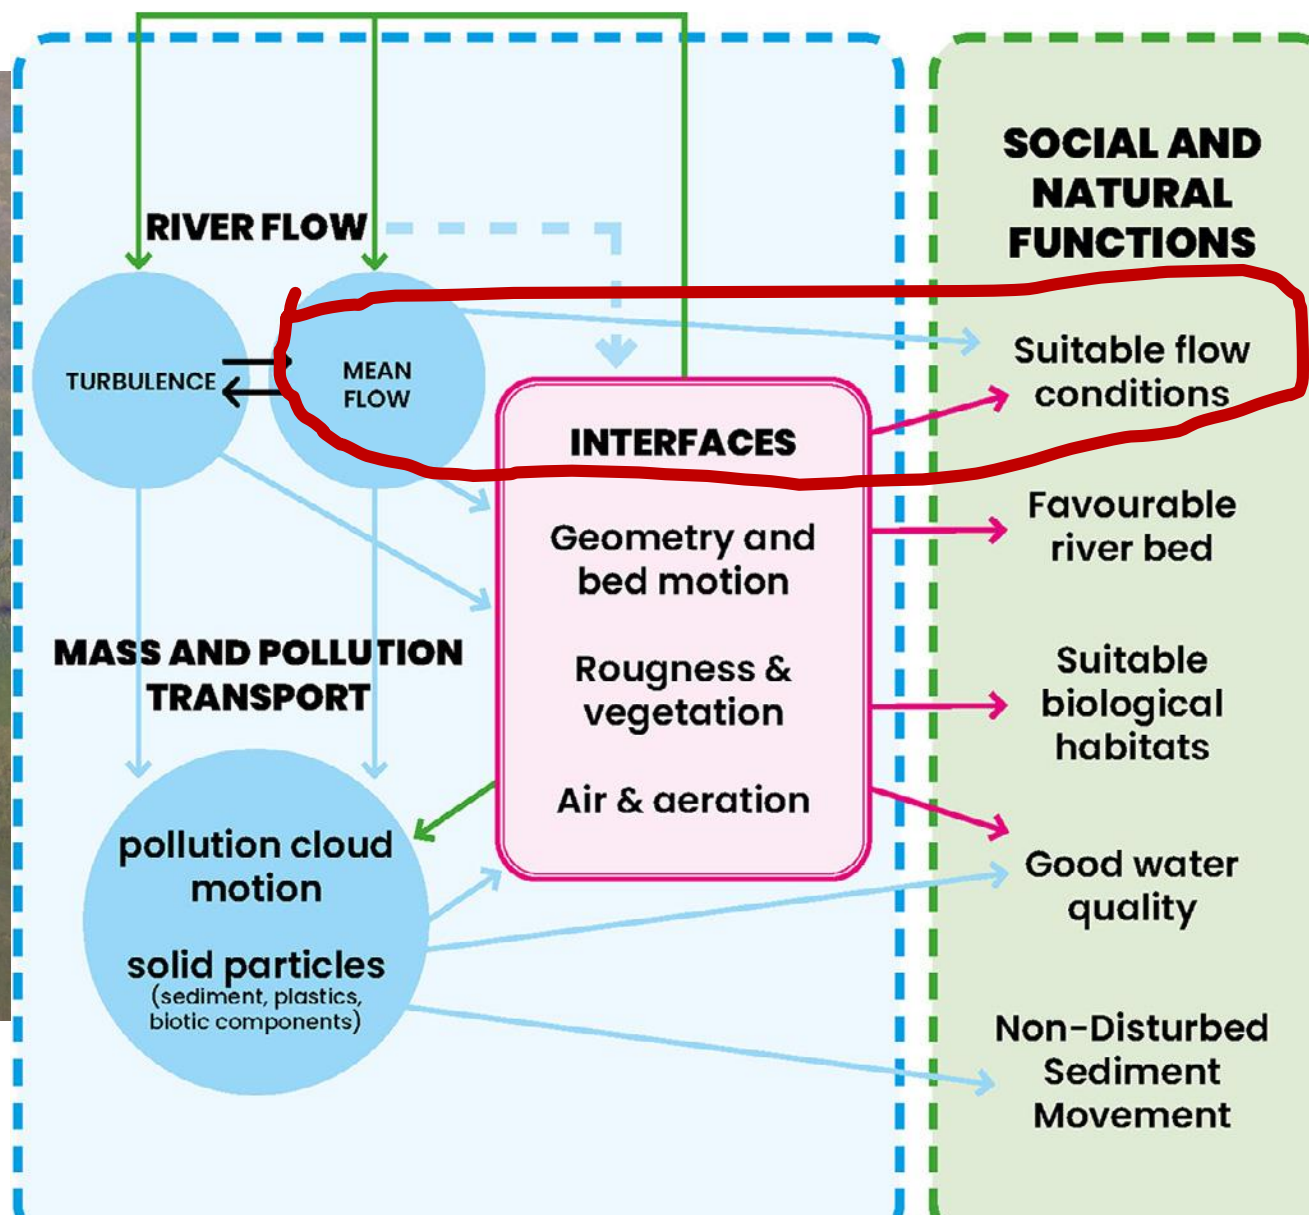 RIVER FLOW
TURBULENCE
MEAN
FLOW
INTERFACES
Geometry and
bed motion
Rougness &
vegetation
Air & aeration
MASS AND POLLUTION
TRANSPORT
pollution cloud
motion
solid particles
(sediment, plastics,
biotic components)
SOCIAL AND
NATURAL
FUNCTIONS
Suitable flow
conditions
Favourable
river bed
Suitable
biological
habitats
Good water
quality
Non-Disturbed
Sediment
Movement